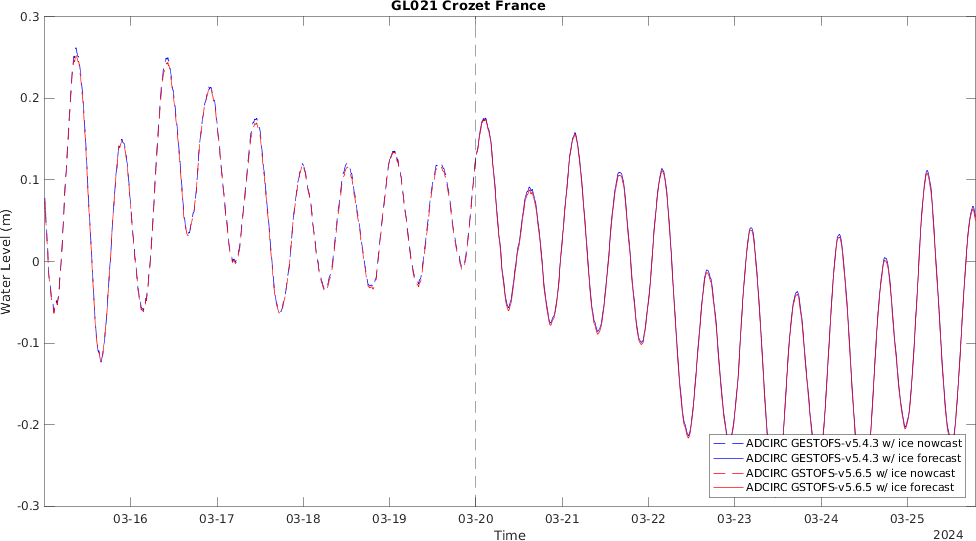 GL021 Crozet France
0.3
0.2
0.1
0
-0.1
-0.2
-0.3
Water Level (m)
ADCIRC GESTOFS-v5.4.3 w/ ice nowcast
ADCIRC GESTOFS-v5.4.3 w/ ice forecast
ADCIRC GSTOFS-v5.6.5 w/ ice nowcast
ADCIRC GSTOFS-v5.6.5 w/ ice forecast
03-16 03-17 03-18 03-19 03-20 03-21 03-22 03-23 03-24 03-25
Time
2024